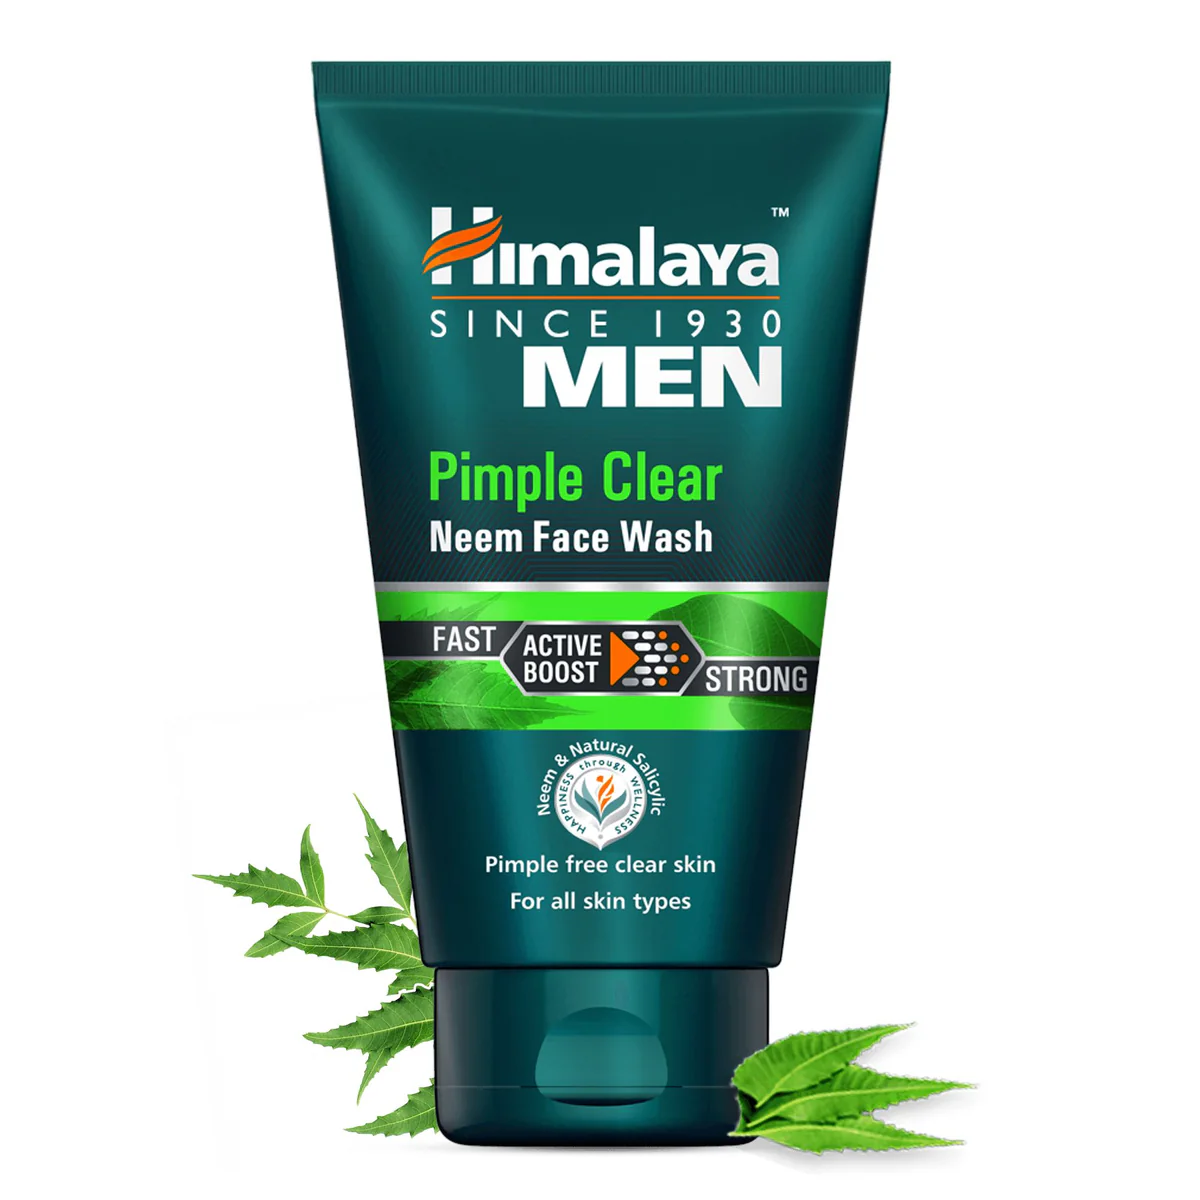 Himalaya™
SINCE 1930
MEN
Pimple Clear
Neem Face Wash
FAST
ACTIVE
BOOST
STRONG
Neem & Natural Salicylic
HAPPINESS through WELLNESS
Pimple free clear skin
For all skin types